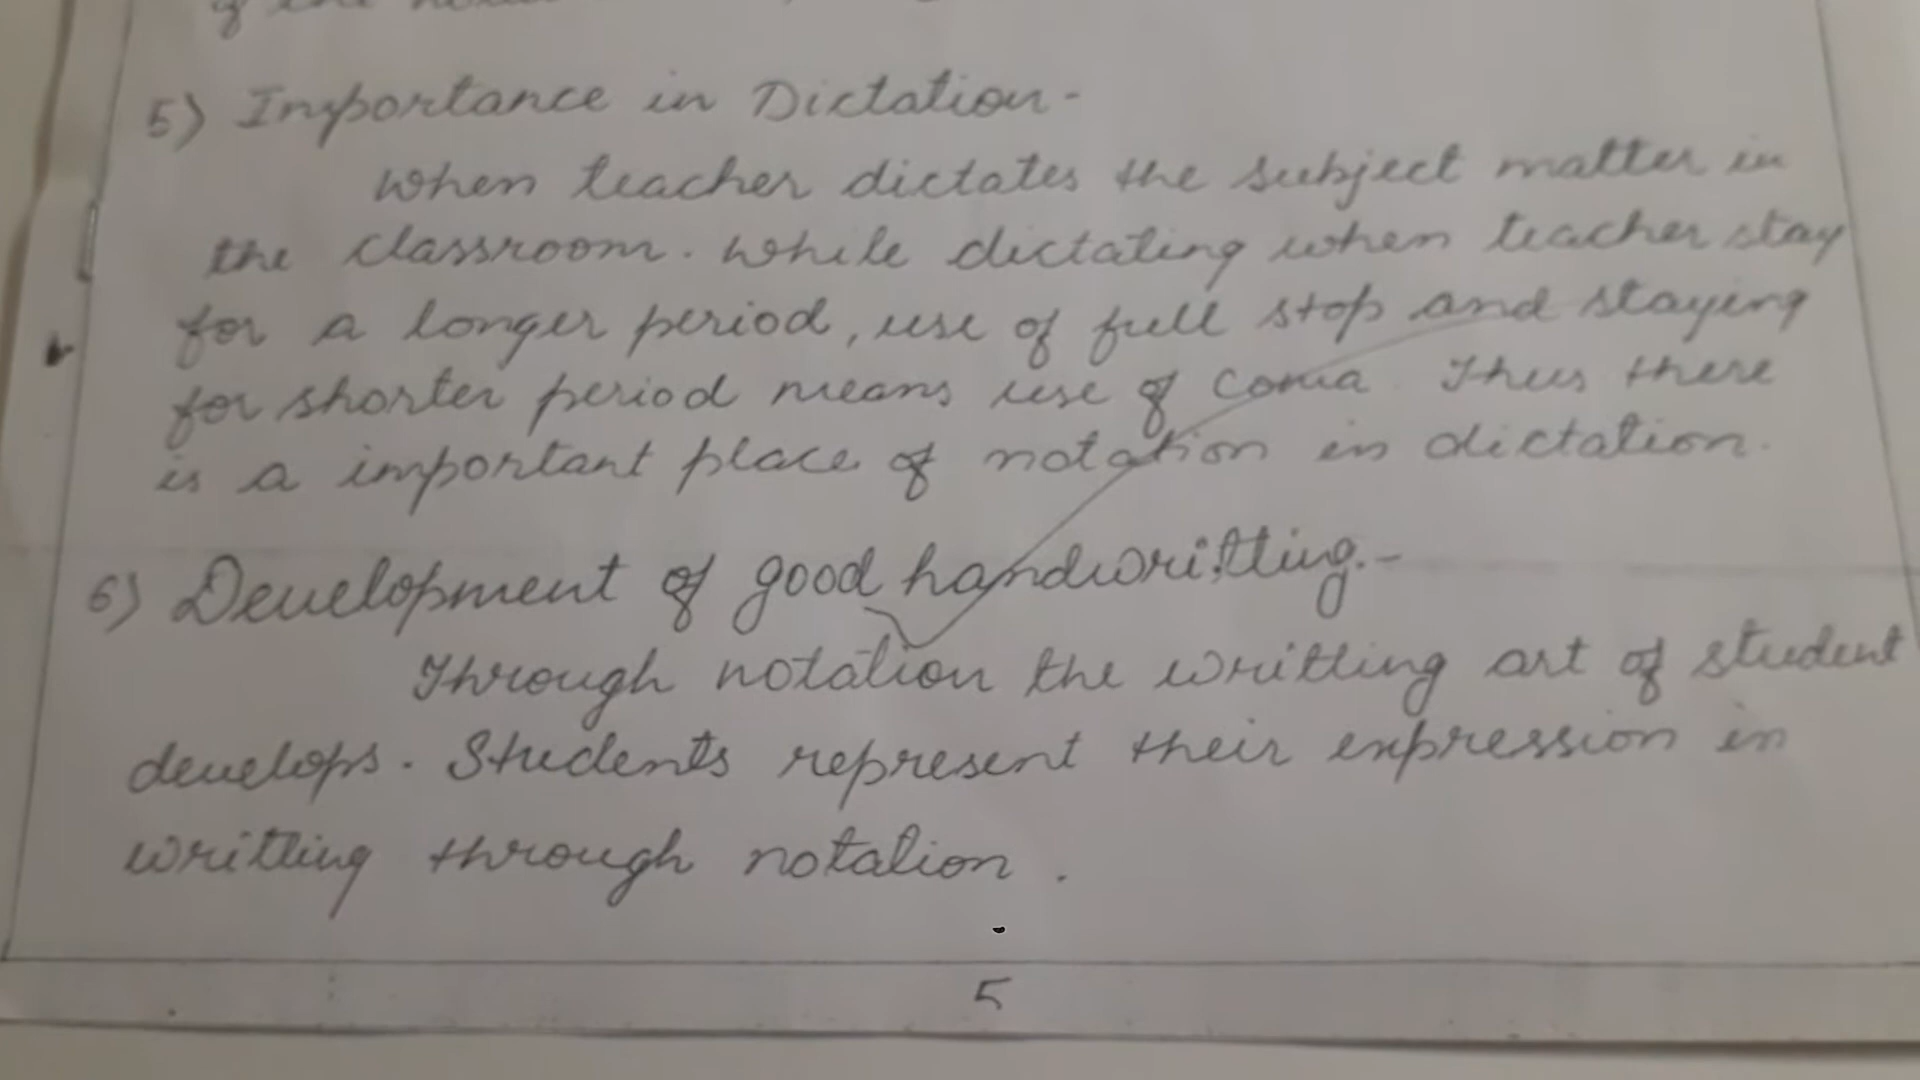 of the
5) Importance in Dictation-
When teacher dictates the subject matter in
the classroom. While dictating when teacher stay
for a longer period, use of full stop and staying
for shorter period means use of coma. Thus there
is a important place of notation in dictation.
6) Development of good handwritting.-
Through notation the writting art of student
develops. Students represent their expression in
writting through notation.
5